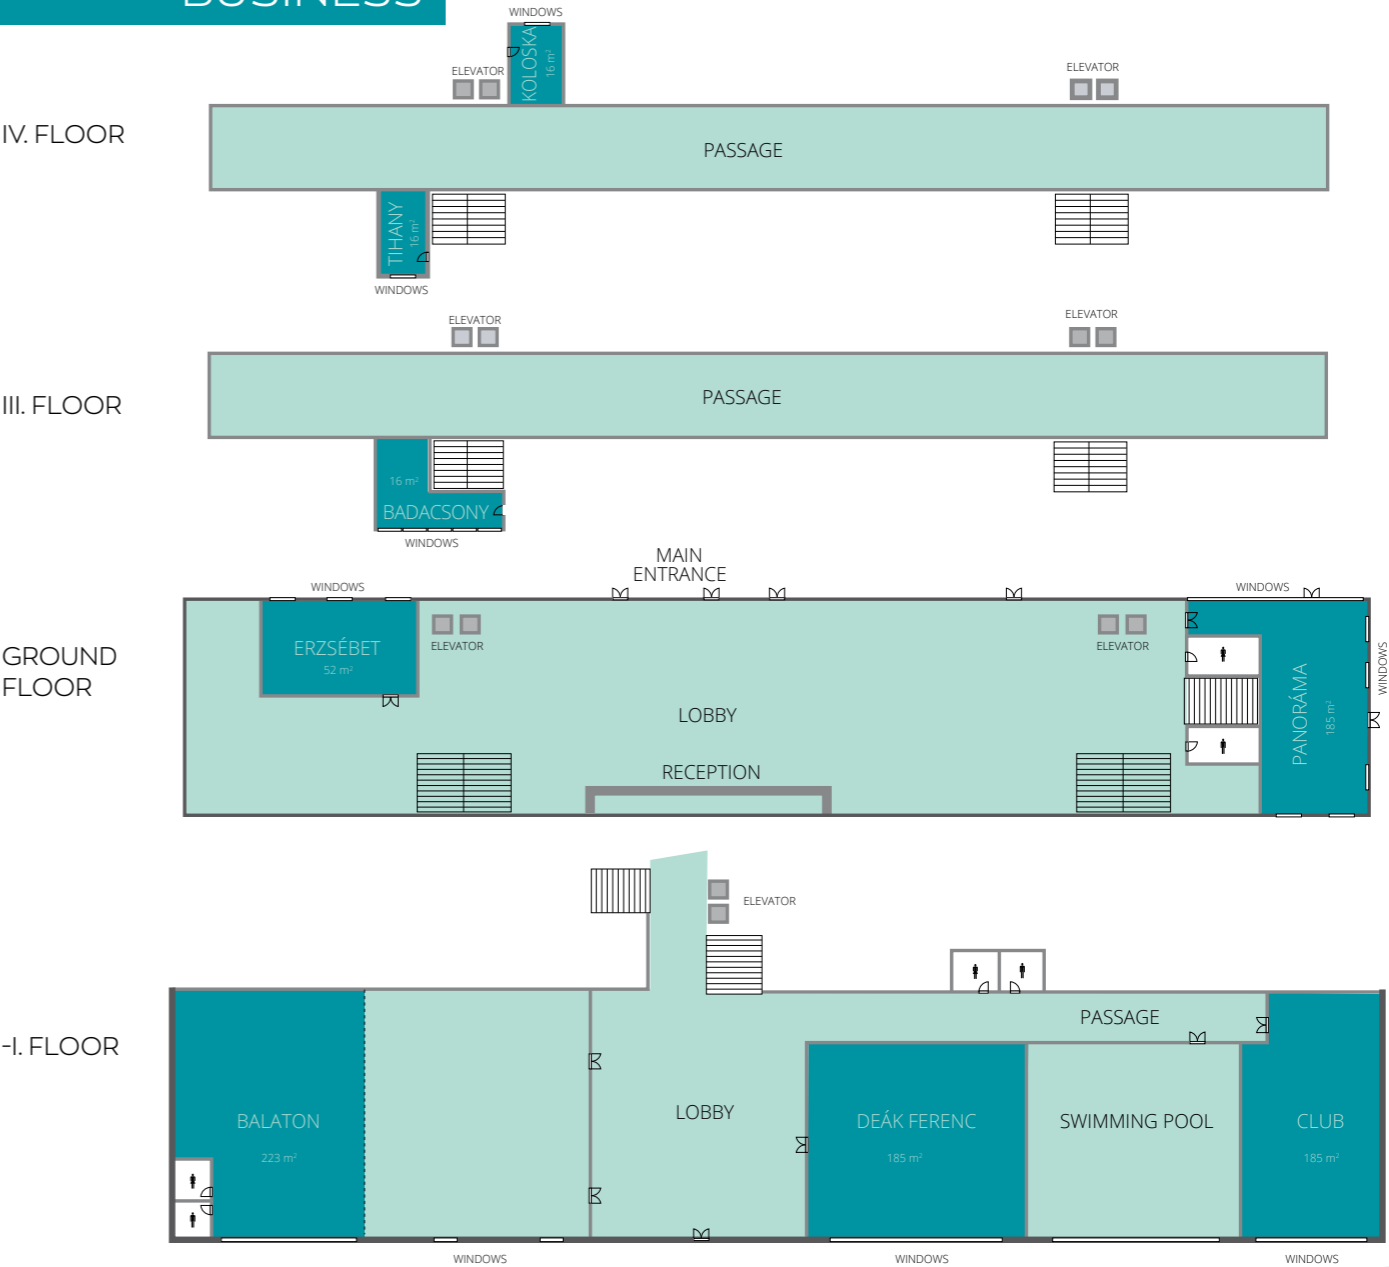 BUSINESS
WINDOWS
KOLOSKA
16 m²
ELEVATOR
ELEVATOR
IV. FLOOR
PASSAGE
TIHANY
16 m²
WINDOWS
ELEVATOR
ELEVATOR
III. FLOOR
PASSAGE
16 m²
BADACSONY
WINDOWS
MAIN
ENTRANCE
WINDOWS
WINDOWS
GROUND
FLOOR
ERZSÉBET
52 m²
ELEVATOR
ELEVATOR
WINDOWS
PANORÁMA
185 m²
LOBBY
RECEPTION
ELEVATOR
-I. FLOOR
PASSAGE
BALATON
223 m²
LOBBY
DEÁK FERENC
185 m²
SWIMMING POOL
CLUB
185 m²
WINDOWS
WINDOWS
WINDOWS